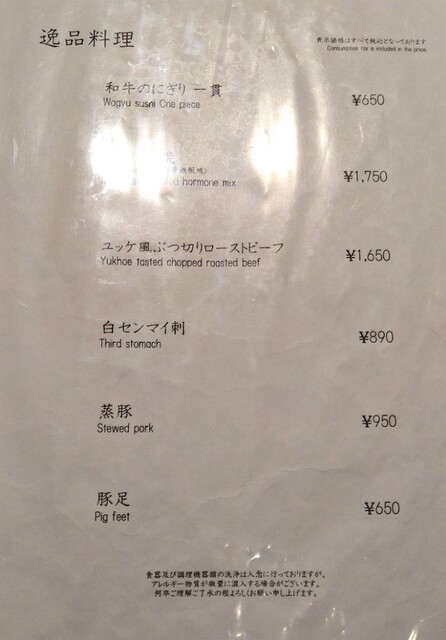 逸品料理
表示価格はすべて税込となっております
Consumption tax is included in the price.
和牛のにぎり 一貫
¥650
Wagyu sushi One piece
鉄板焼〉
hormone mix
¥1,750
ユッケ風ぶつ切りローストビーフ
¥1,650
Yukhoe tasted chopped roasted beef
白センマイ刺
¥890
Third stomach
蒸豚
¥950
Stewed pork
豚足
¥650
Pig feet
食器及び調理機器類の洗浄は入念に行っておりますが、
アレルギー物質が微量に混入する場合がございます。
何卒ご理解ご了承の程よろしくお願い申し上げます。